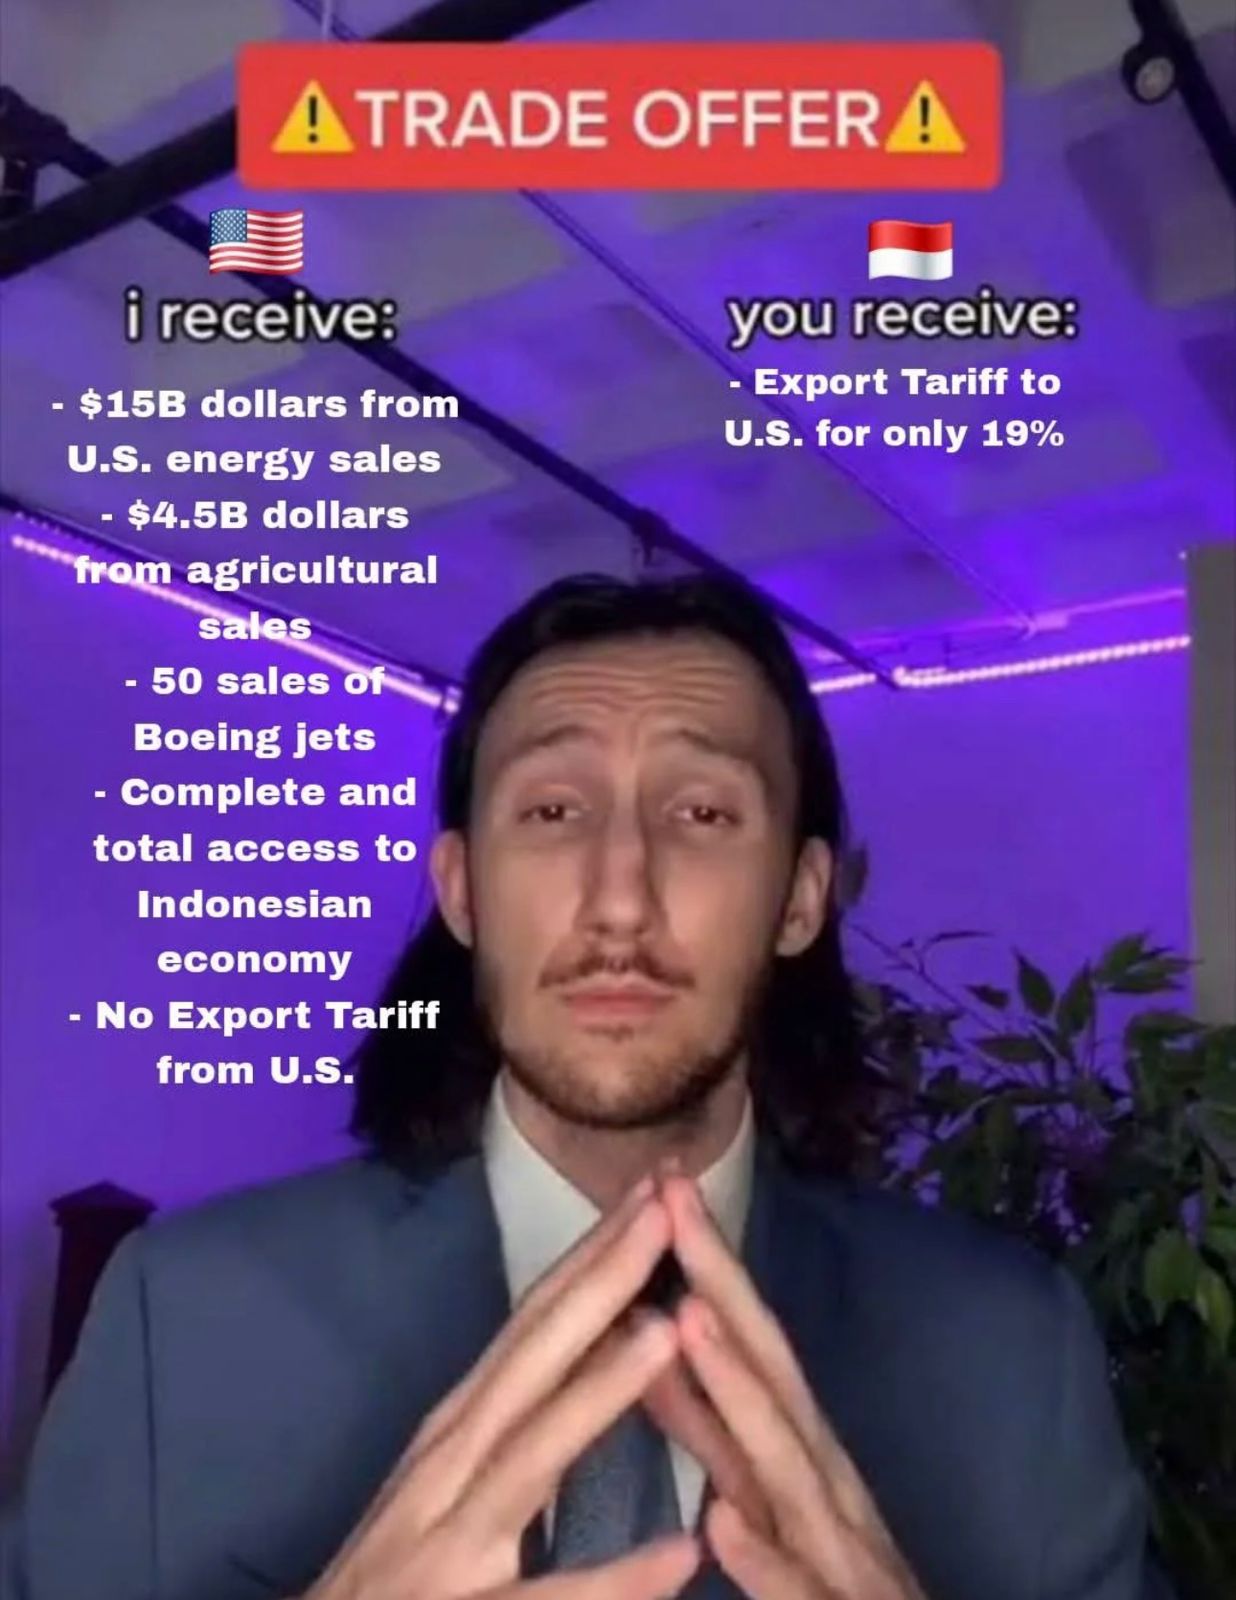 ⚠TRADE OFFER⚠
i receive:
- $15B dollars from
U.S. energy sales
- $4.5B dollars
from agricultural
sales
- 50 sales of
Boeing jets
- Complete and
total access to
Indonesian
economy
- No Export Tariff
from U.S.
you receive:
- Export Tariff to
U.S. for only 19%